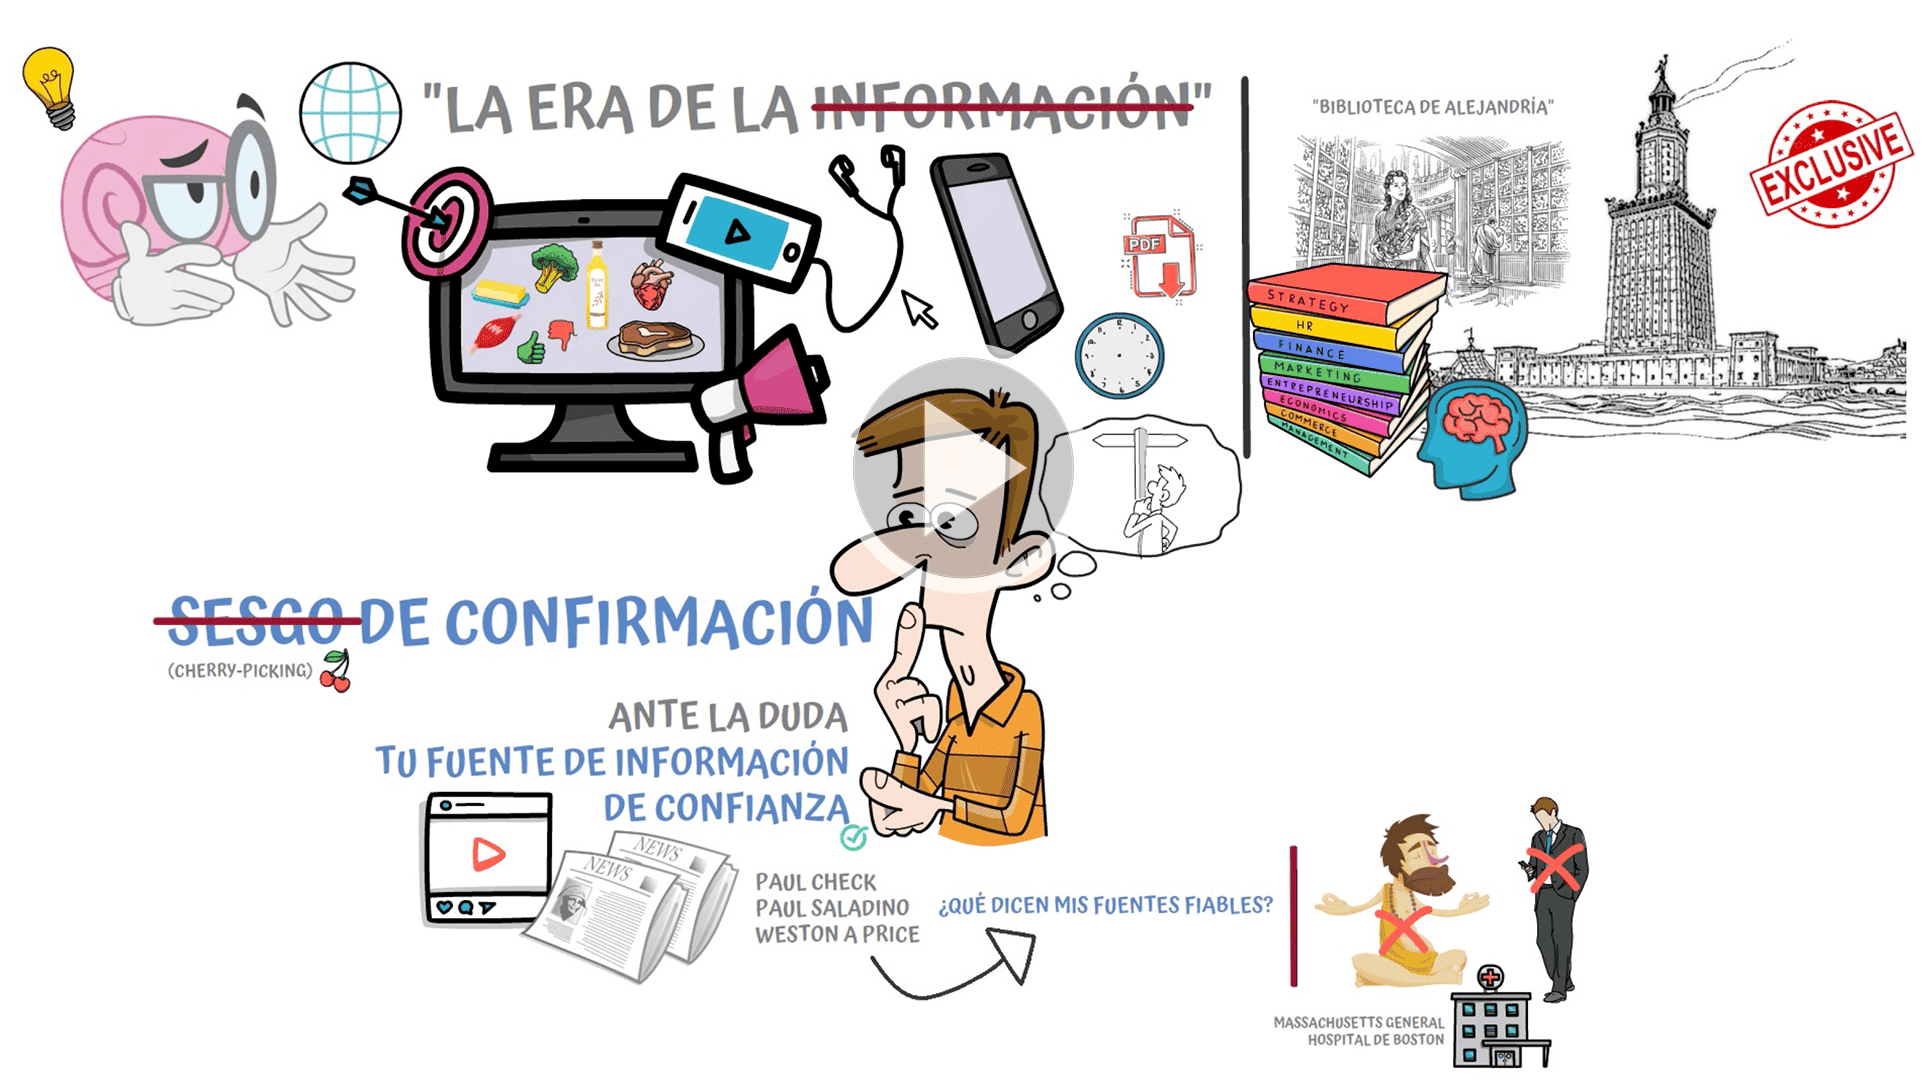 "LA ERA DE LA INFORMACIÓN"
"BIBLIOTECA DE ALEJANDRÍA"
EXCLUSIVE
PDF
STRATEGY
HR
FINANCE
MARKETING
ENTREPRENEURSHIP
ECONOMICS
COMMERCE
MANAGEMENT
SESGO DE CONFIRMACIÓN
(CHERRY-PICKING)
ANTE LA DUDA
TU FUENTE DE INFORMACIÓN
DE CONFIANZA
NEWS
NEWS
PAUL CHECK
PAUL SALADINO
WESTON A PRICE
¿QUÉ DICEN MIS FUENTES FIABLES?
MASSACHUSETTS GENERAL
HOSPITAL DE BOSTON